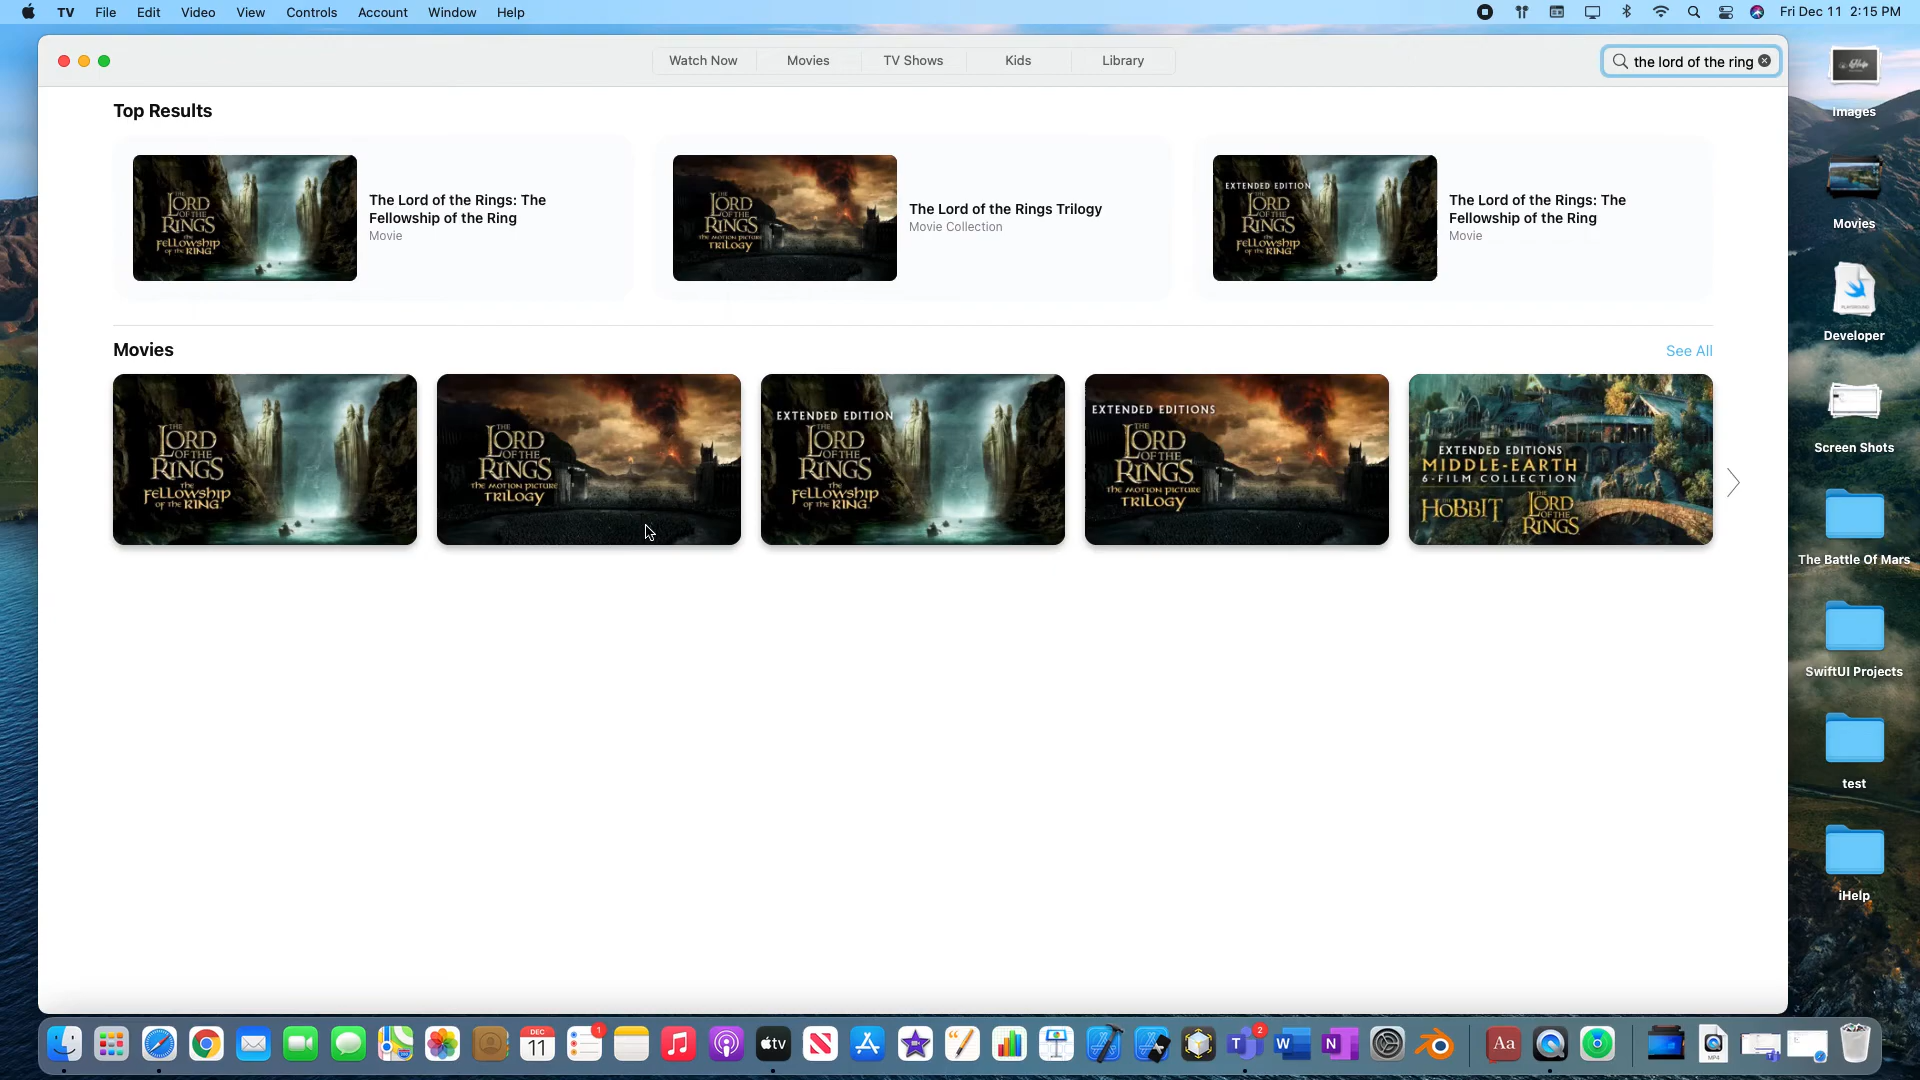 TV File Edit Video View Controls Account Window Help
Fri Dec 11 2:15 PM
Watch Now Movies TV Shows Kids Library
the lord of the ring
Top Results
THE LORD OF THE RINGS
THE FELLOWSHIP OF THE RING
The Lord of the Rings: The
Fellowship of the Ring
Movie
THE LORD OF THE RINGS
THE MOTION PICTURE
TRILOGY
The Lord of the Rings Trilogy
Movie Collection
EXTENDED EDITION
THE LORD OF THE RINGS
THE FELLOWSHIP OF THE RING
The Lord of the Rings: The
Fellowship of the Ring
Movie
Movies
See All
THE LORD OF THE RINGS
THE FELLOWSHIP OF THE RING
THE LORD OF THE RINGS
THE MOTION PICTURE
TRILOGY
EXTENDED EDITION
THE LORD OF THE RINGS
THE FELLOWSHIP OF THE RING
EXTENDED EDITIONS
THE LORD OF THE RINGS
THE MOTION PICTURE
TRILOGY
EXTENDED EDITIONS
MIDDLE-EARTH
6-FILM COLLECTION
THE HOBBIT
THE LORD OF THE RINGS
Images
Movies
Developer
Screen Shots
The Battle Of Mars
SwiftUI Projects
test
iHelp
DEC
11
1
tv
2
T
W
N
Aa
MP4